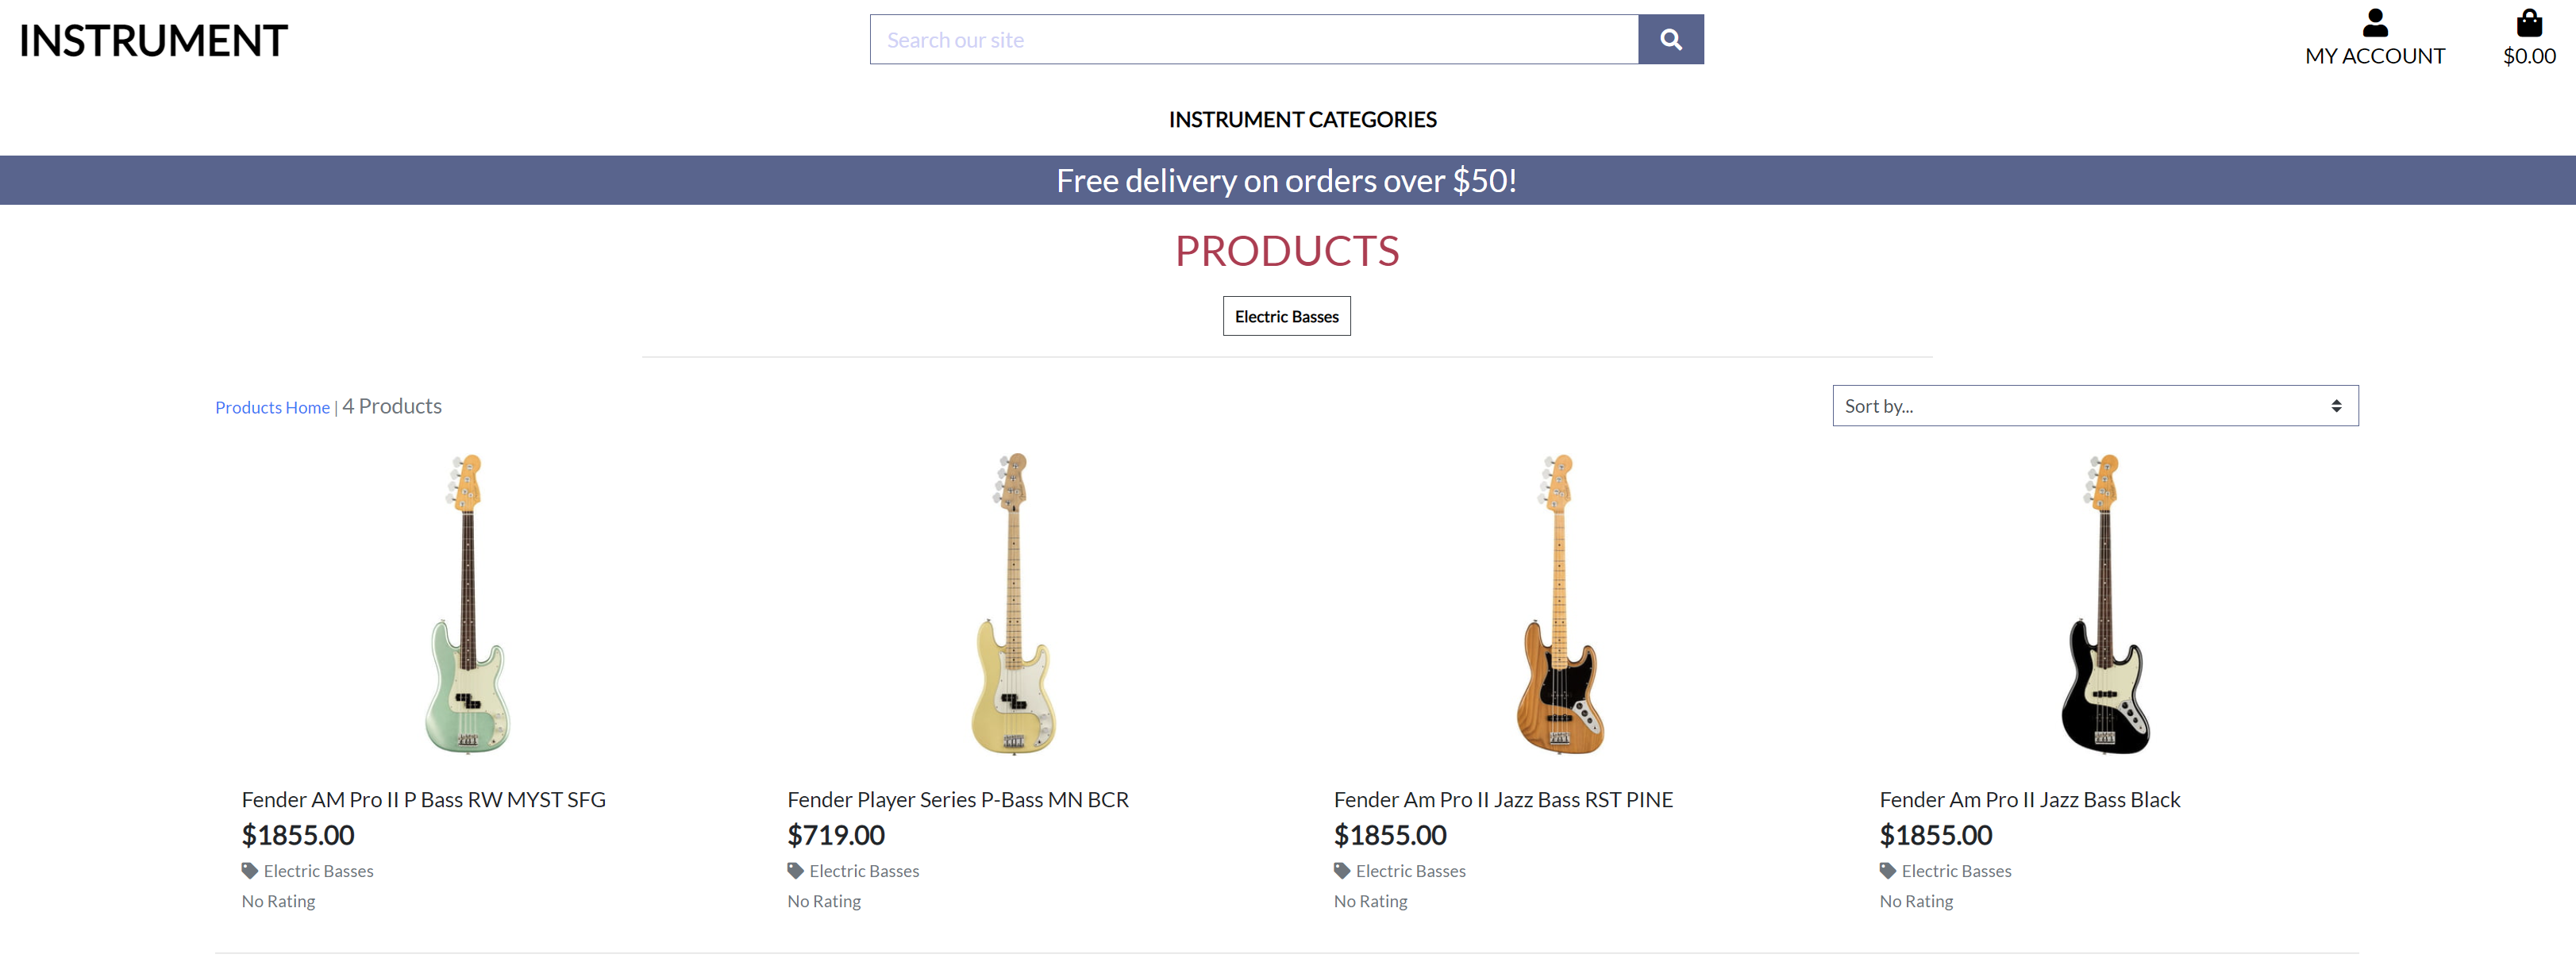 INSTRUMENT
Search our site
MY ACCOUNT
$0.00
INSTRUMENT CATEGORIES
Free delivery on orders over $50!
PRODUCTS
Electric Basses
Products Home | 4 Products
Sort by...
Fender AM Pro II P Bass RW MYST SFG
$1855.00
Electric Basses
No Rating
Fender Player Series P-Bass MN BCR
$719.00
Electric Basses
No Rating
Fender Am Pro II Jazz Bass RST PINE
$1855.00
Electric Basses
No Rating
Fender Am Pro II Jazz Bass Black
$1855.00
Electric Basses
No Rating